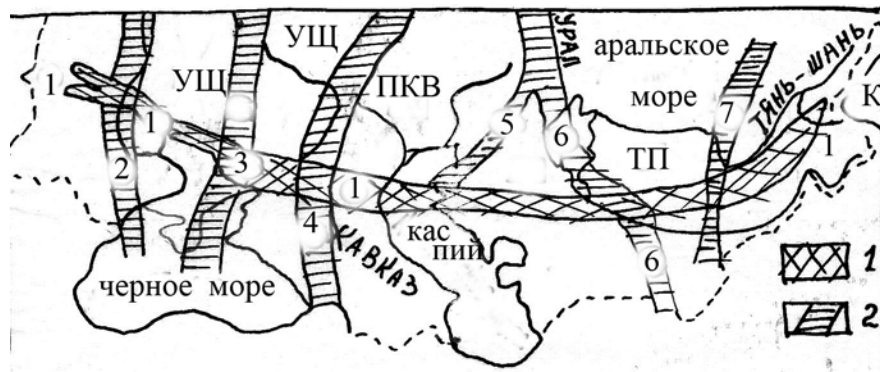 УЩ
УРАЛ
аральское
море
1
УЩ
ПКВ
ТЯНЬ-ШАНЬ
К
1
5
6
7
ТП
1
2
3
1
4
КАВКАЗ
кас
пий
6
черное море
1
2